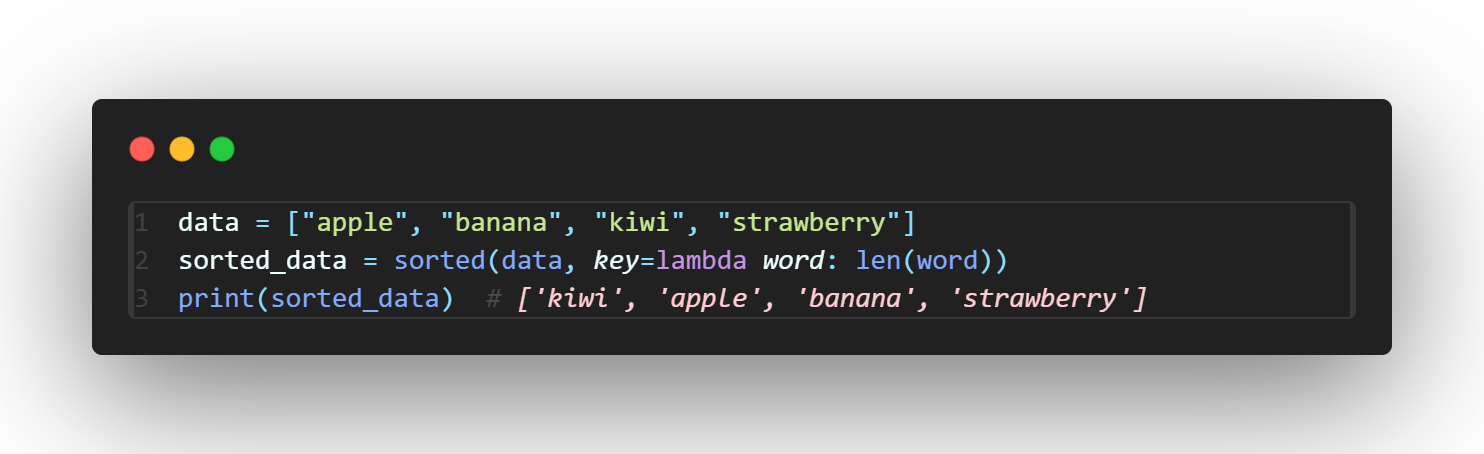 1 data = ["apple", "banana", "kiwi", "strawberry"]
2 sorted_data = sorted(data, key=lambda word: len(word))
3 print(sorted_data)  # ['kiwi', 'apple', 'banana', 'strawberry']